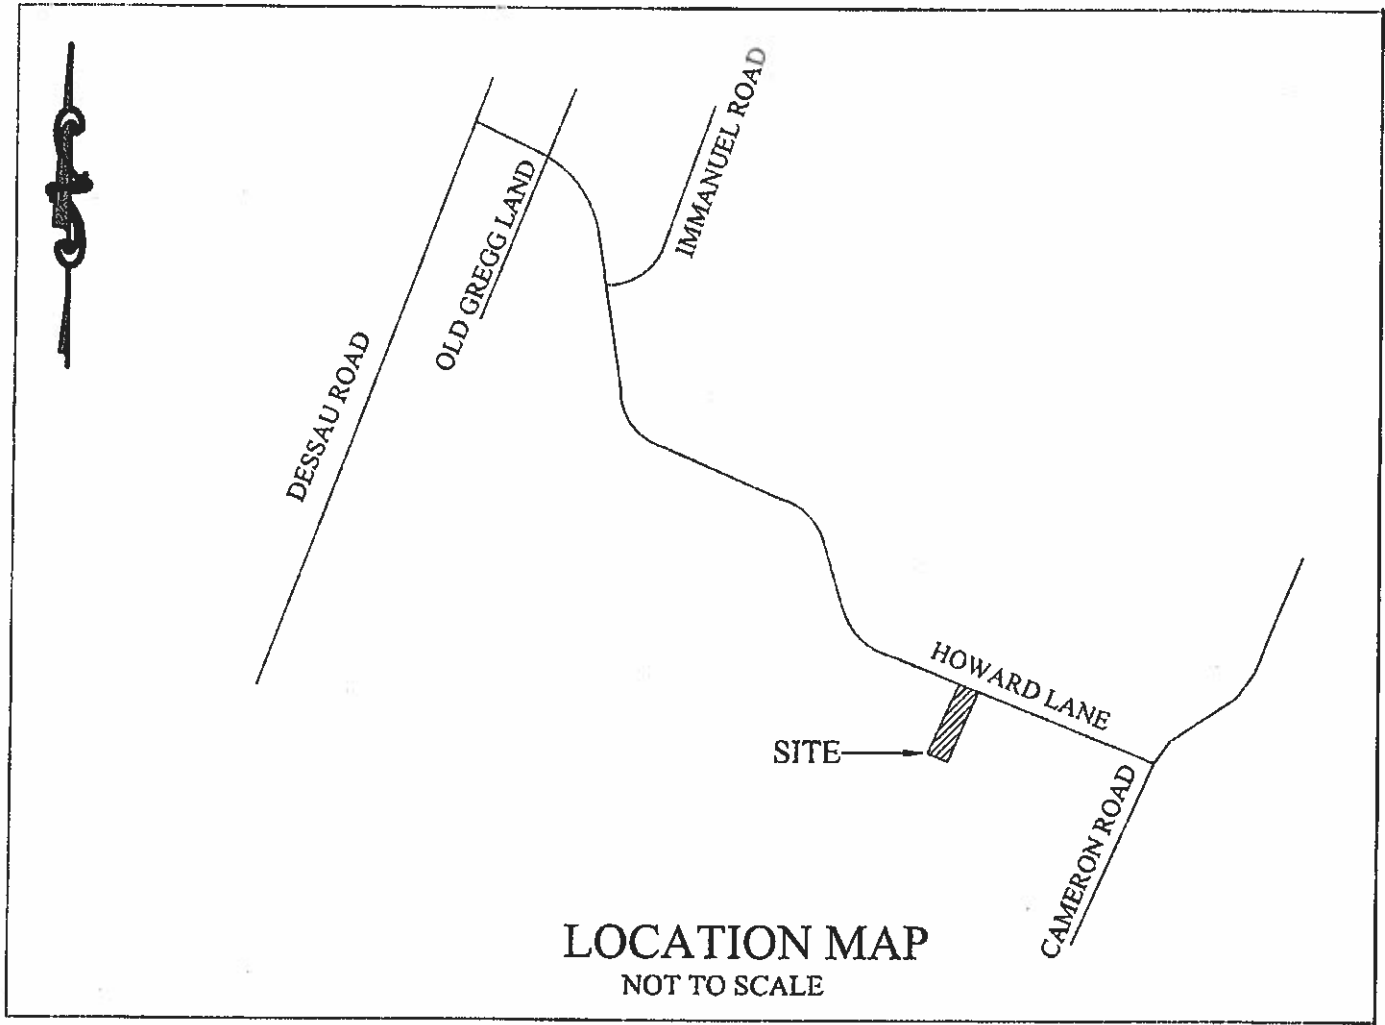 IMMANUEL ROAD
OLD GREGG LAND
DESSAU ROAD
HOWARD LANE
SITE
CAMERON ROAD
LOCATION MAP
NOT TO SCALE